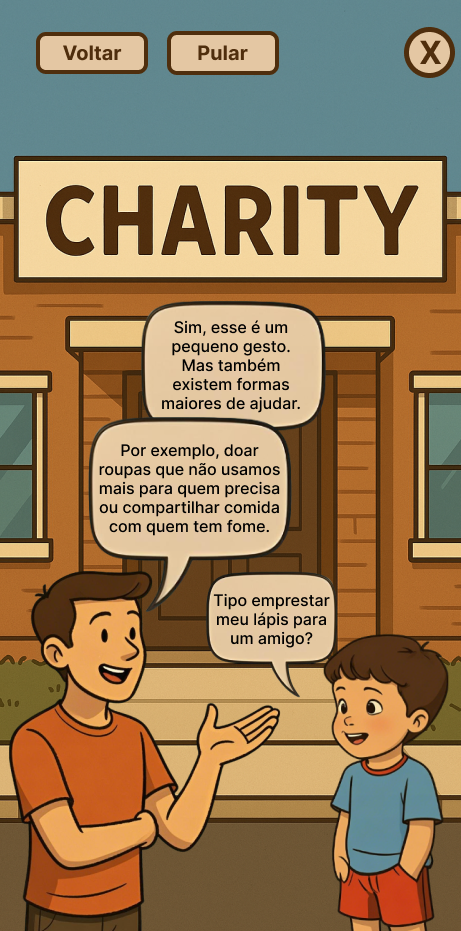 Voltar
Pular
X
CHARITY
Sim, esse é um
pequeno gesto.
Mas também
existem formas
maiores de ajudar.
Por exemplo, doar
roupas que não usamos
mais para quem precisa
ou compartilhar comida
com quem tem fome.
Tipo emprestar
meu lápis para
um amigo?